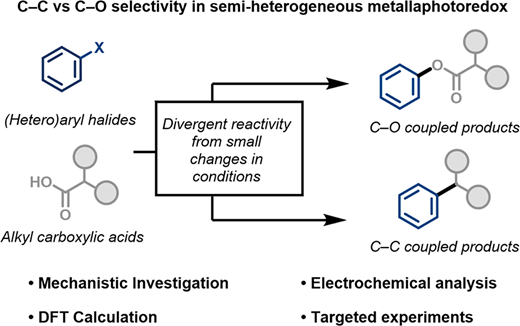 C–C vs C–O selectivity in semi-heterogeneous metallaphotoredox
X
(Hetero)aryl halides
HO
O
Alkyl carboxylic acids
Divergent reactivity
from small
changes in
conditions
O
O
C–O coupled products
C–C coupled products
• Mechanistic Investigation
• Electrochemical analysis
• DFT Calculation
• Targeted experiments